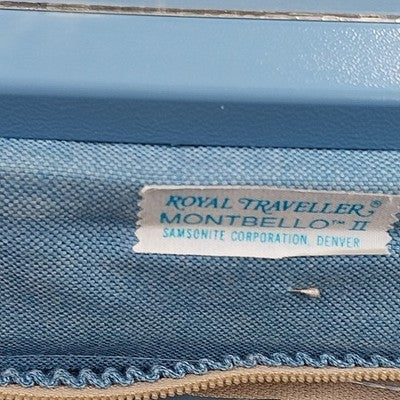 ROYAL TRAVELLER®
MONTBELLO™ II
SAMSONITE CORPORATION, DENVER